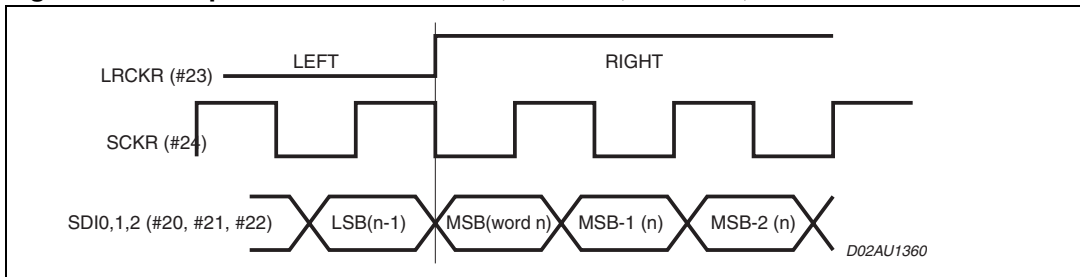 LEFT
RIGHT
LRCKR (#23)
SCKR (#24)
SDI0,1,2 (#20, #21, #22)
LSB(n-1)
MSB(word n)
MSB-1 (n)
MSB-2 (n)
D02AU1360